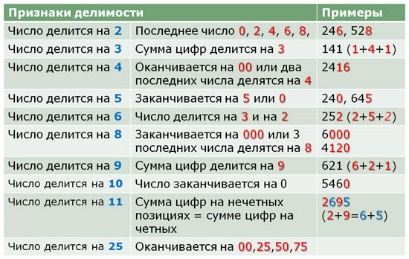 Признаки делимости Примеры
Число делится на 2 Последнее число 0, 2, 4, 6, 8, 246, 528
Число делится на 3 Сумма цифр делится на 3 141 (1+4+1)
Число делится на 4 Оканчивается на 00 или два 2416
последних числа делятся на 4
Число делится на 5 Заканчивается на 5 или 0 240, 645
Число делится на 6 Число делится на 3 и на 2 252 (2+5+2)
Число делится на 8 Заканчивается на 000 или 3 6000
последних числа делятся на 8 4120
Число делится на 9 Сумма цифр делится на 9 621 (6+2+1)
Число делится на 10 Число заканчивается на 0 5460
Число делится на 11 Сумма цифр на нечетных 2695
позициях = сумме цифр на (2+9=6+5)
четных
Число делится на 25 Оканчивается на 00,25,50,75